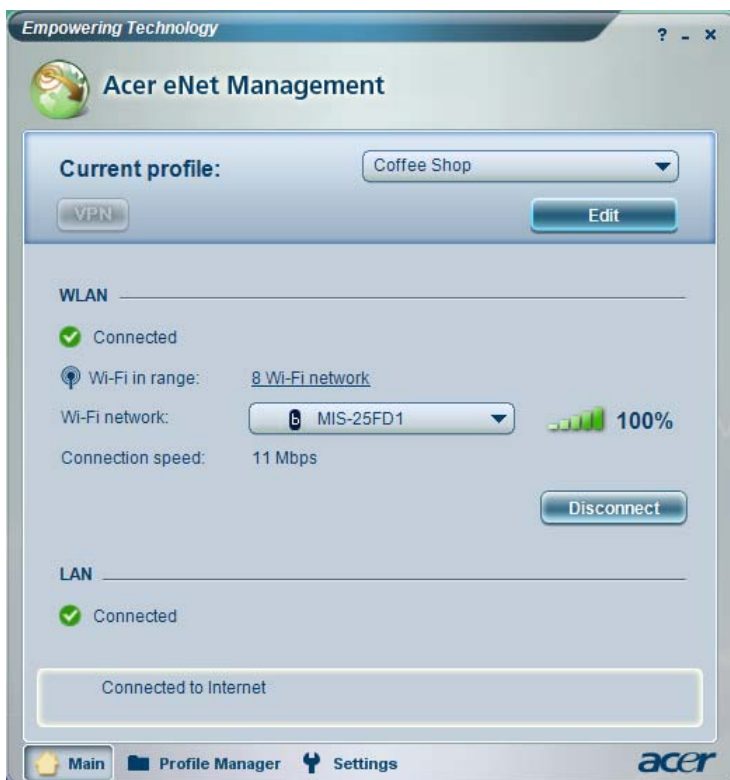 Empowering Technology
? - ×
Acer eNet Management
Current profile: Coffee Shop
VPN Edit
WLAN
Connected
Wi-Fi in range: 8 Wi-Fi network
Wi-Fi network: b MIS-25FD1 100%
Connection speed: 11 Mbps
Disconnect
LAN
Connected
Connected to Internet
Main Profile Manager Settings acer